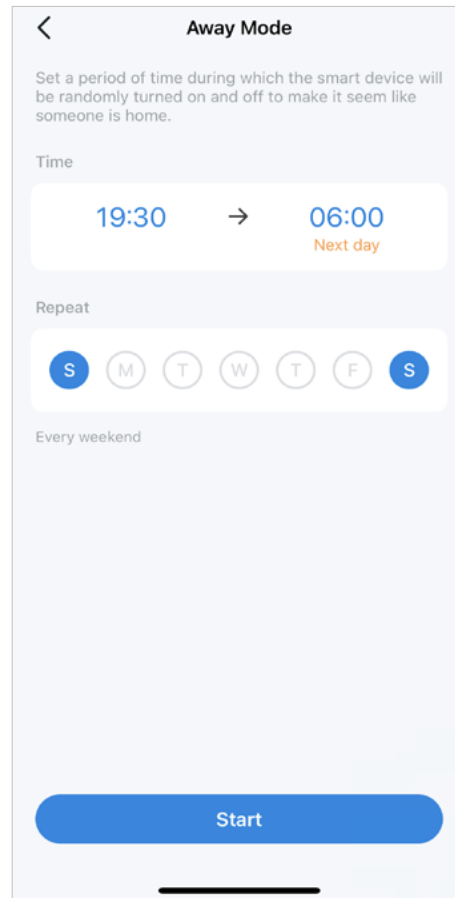 Away Mode
Set a period of time during which the smart device will
be randomly turned on and off to make it seem like
someone is home.
Time
19:30 → 06:00
Next day
Repeat
S M T W T F S
Every weekend
Start